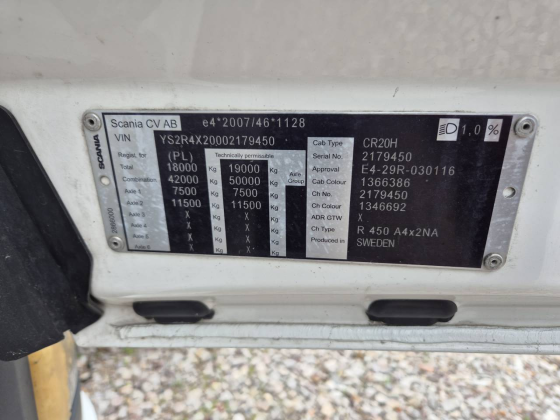 Scania CV AB e4*2007/46*1128
VIN YS2R4X20002179450
1,0 %
SCANIA
Regist. for (PL) Technically permissible
Total 18000 Kg 19000 Kg
Combination 42000 Kg 50000 Kg Axle Group
Axle 1 7500 Kg 7500 Kg
Axle 2 11500 Kg 11500 Kg
Axle 3 X Kg X Kg
Axle 4 X Kg X Kg
Axle 5 X Kg X Kg
Cab Type CR20H
Serial No 2179450
Approval E4-29R-030116
Cab Colour 1366386
Ch No. 2179450
Ch Colour 1346692
ADR GTW X
Ch Type R 450 A4x2NA
Produced in SWEDEN